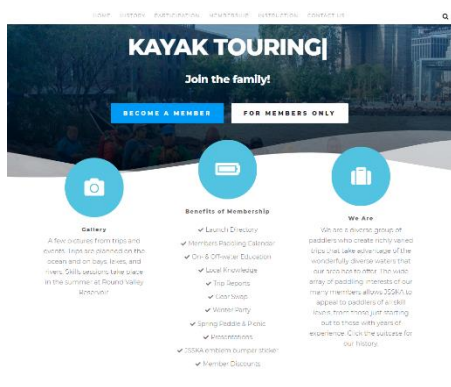 HOME HISTORY PARTICIPATION MEMBERSHIP INSTRUCTION CONTACT US
KAYAK TOURING|
Join the family!
BECOME A MEMBER
FOR MEMBERS ONLY
Gallery
A few pictures from trips and
events. Trips are planned on the
ocean and on bays, lakes, and
rivers. Skills sessions take place
in the summer at Round Valley
Reservoir.
Benefits of Membership
✔ Launch Directory
✔ Members Paddling Calendar
✔ On- & Off-water Education
✔ Local Knowledge
✔ Trip Reports
✔ Gear Swap
✔ Winter Party
✔ Spring Paddle & Picnic
✔ Presentations
✔ JSSKA emblem bumper sticker
✔ Member Discounts
We Are
We are a diverse group of
paddlers who create richly varied
trips that take advantage of the
wonderfully diverse waters that
our area has to offer. The wide
array of paddling interests of our
many members allows JSSKA to
appeal to paddlers of all skill
levels, from those just starting
out to those with years of
experience. Click the suitcase for
our history.